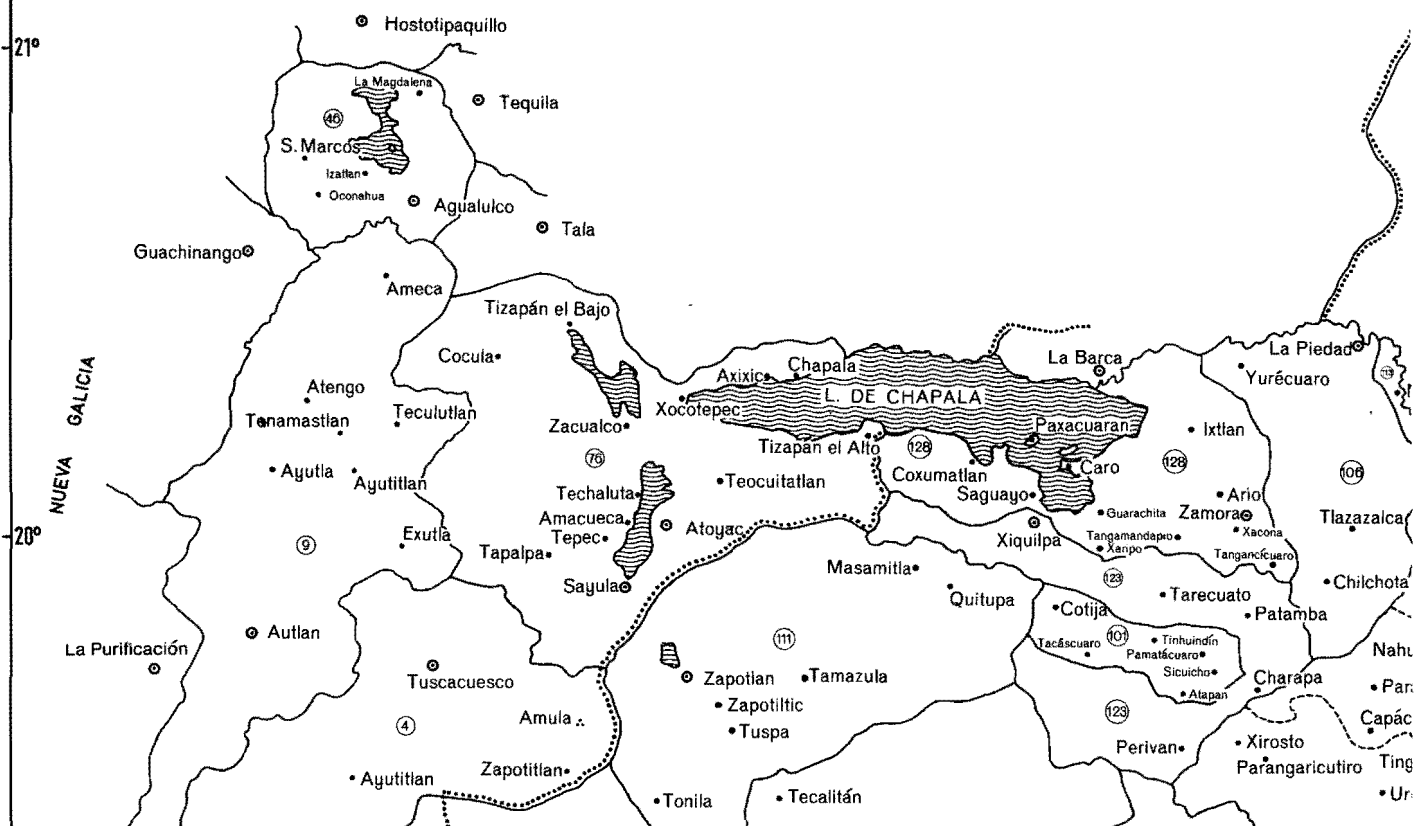 Hostotipaquillo
21°
La Magdalena
Tequila
46
S. Marcos
Izatlan
Oconahua
Agualulco
Tala
Guachinango
Ameca
Tizapán el Bajo
Cocula
La Barca
La Piedad
Yurécuaro
Axixic
Chapala
L. DE CHAPALA
Xocotepec
Atengo
Tenamastlan
Teculutlan
Zacualco
Tizapán el Alto
Paxacuaran
Ixtlan
NUEVA GALICIA
Ayutla
Ayutitlan
76
Techaluta
Teocuitatlan
128
Coxumatlan
Caro
128
106
Saguayo
Ario
Guarachita
Zamora
Tlazazalca
20°
9
Exutla
Amacueca
Atoyac
Tepec
Tapalpa
Xiquilpa
Tangamandapio
Xaripo
Xacona
Tangancícuaro
Sayula
Masamitla
Quitupa
123
Tarecuato
Chilchota
Cotija
Patamba
La Purificación
Autlan
111
101
Tinhuindín
Tacáscuaro
Pamatácuaro
Nahu
Tuscacuesco
Zapotlan
Tamazula
Sicuicho
Charapa
Atapan
Par
Zapotiltic
4
Amula
Tuspa
123
Capác
Perivan
Xirosto
Parangaricutiro
Ting
Ayutitlan
Zapotitlan
Tonila
Tecalitán
Ur